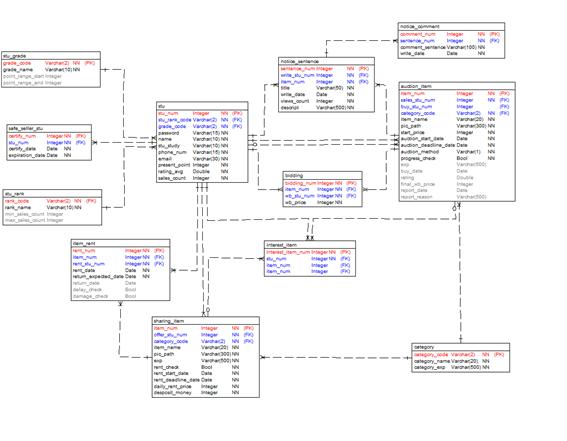 stu_grade
grade_code Varchar(2) NN (PK)
grade_name Varchar(10) NN
point_range_start Integer
point_range_end Integer
safe_seller_stu
certify_num Integer NN (PK)
stu_num Integer NN (FK)
certify_date Date NN
expiration_date Date NN
stu_rank
rank_code Varchar(2) NN (PK)
rank_name Varchar(10) NN
min_sales_count Integer
max_sales_count Integer
stu
stu_num Integer NN (PK)
stu_rank_code Varchar(2) NN (FK)
grade_code Varchar(2) NN (FK)
password Varchar(15) NN
name Varchar(10) NN
stu_study Varchar(10) NN
phone_num Varchar(15) NN
email Varchar(30) NN
present_point Integer NN
rating_avg Double NN
sales_count Integer NN
notice_sentence
sentence_num Integer NN (PK)
write_stu_num Integer NN (FK)
item_num Integer NN (FK)
title Varchar(50) NN
write_date Date NN
views_count Integer NN
descript Varchar(500) NN
notice_comment
comment_num Integer NN (PK)
sentence_num Integer NN (FK)
comment_sentence Varchar(100) NN
write_date Date NN
auction_item
item_num Integer NN (PK)
sales_stu_num Integer NN (FK)
buy_stu_num Integer (FK)
category_code Varchar(2) NN (FK)
item_name Varchar(20) NN
pic_path Varchar(300) NN
start_price Integer NN
auction_start_date Date NN
auction_deadline_date Date NN
auction_method Varchar(1) NN
progress_check Bool NN
exp Varchar(500)
buy_date Date
rating Double
final_wb_price Integer
report_date Date
report_reason Varchar(500)
bidding
bidding_num Integer NN (PK)
item_num Integer NN (FK)
wb_stu_num Integer NN (FK)
wb_price Integer NN
item_rent
rent_num Integer NN (PK)
item_num Integer NN (FK)
rent_stu_num Integer NN (FK)
rent_date Date NN
return_expected_date Date NN
return_date Date
delay_check Bool
damage_check Bool
interest_item
interest_item_num Integer NN (PK)
stu_num Integer NN (FK)
item_num Integer (FK)
item_num Integer (FK)
sharing_item
item_num Integer NN (PK)
offer_stu_num Integer NN (FK)
category_code Varchar(2) NN (FK)
item_name Varchar(20) NN
pic_path Varchar(300) NN
exp Varchar(500) NN
rent_check Bool NN
rent_start_date Date NN
rent_deadline_date Date NN
daily_rent_price Integer NN
desposit_money Integer NN
category
category_code Varchar(2) NN (PK)
category_name Varchar(20) NN
category_exp Varchar(500) NN